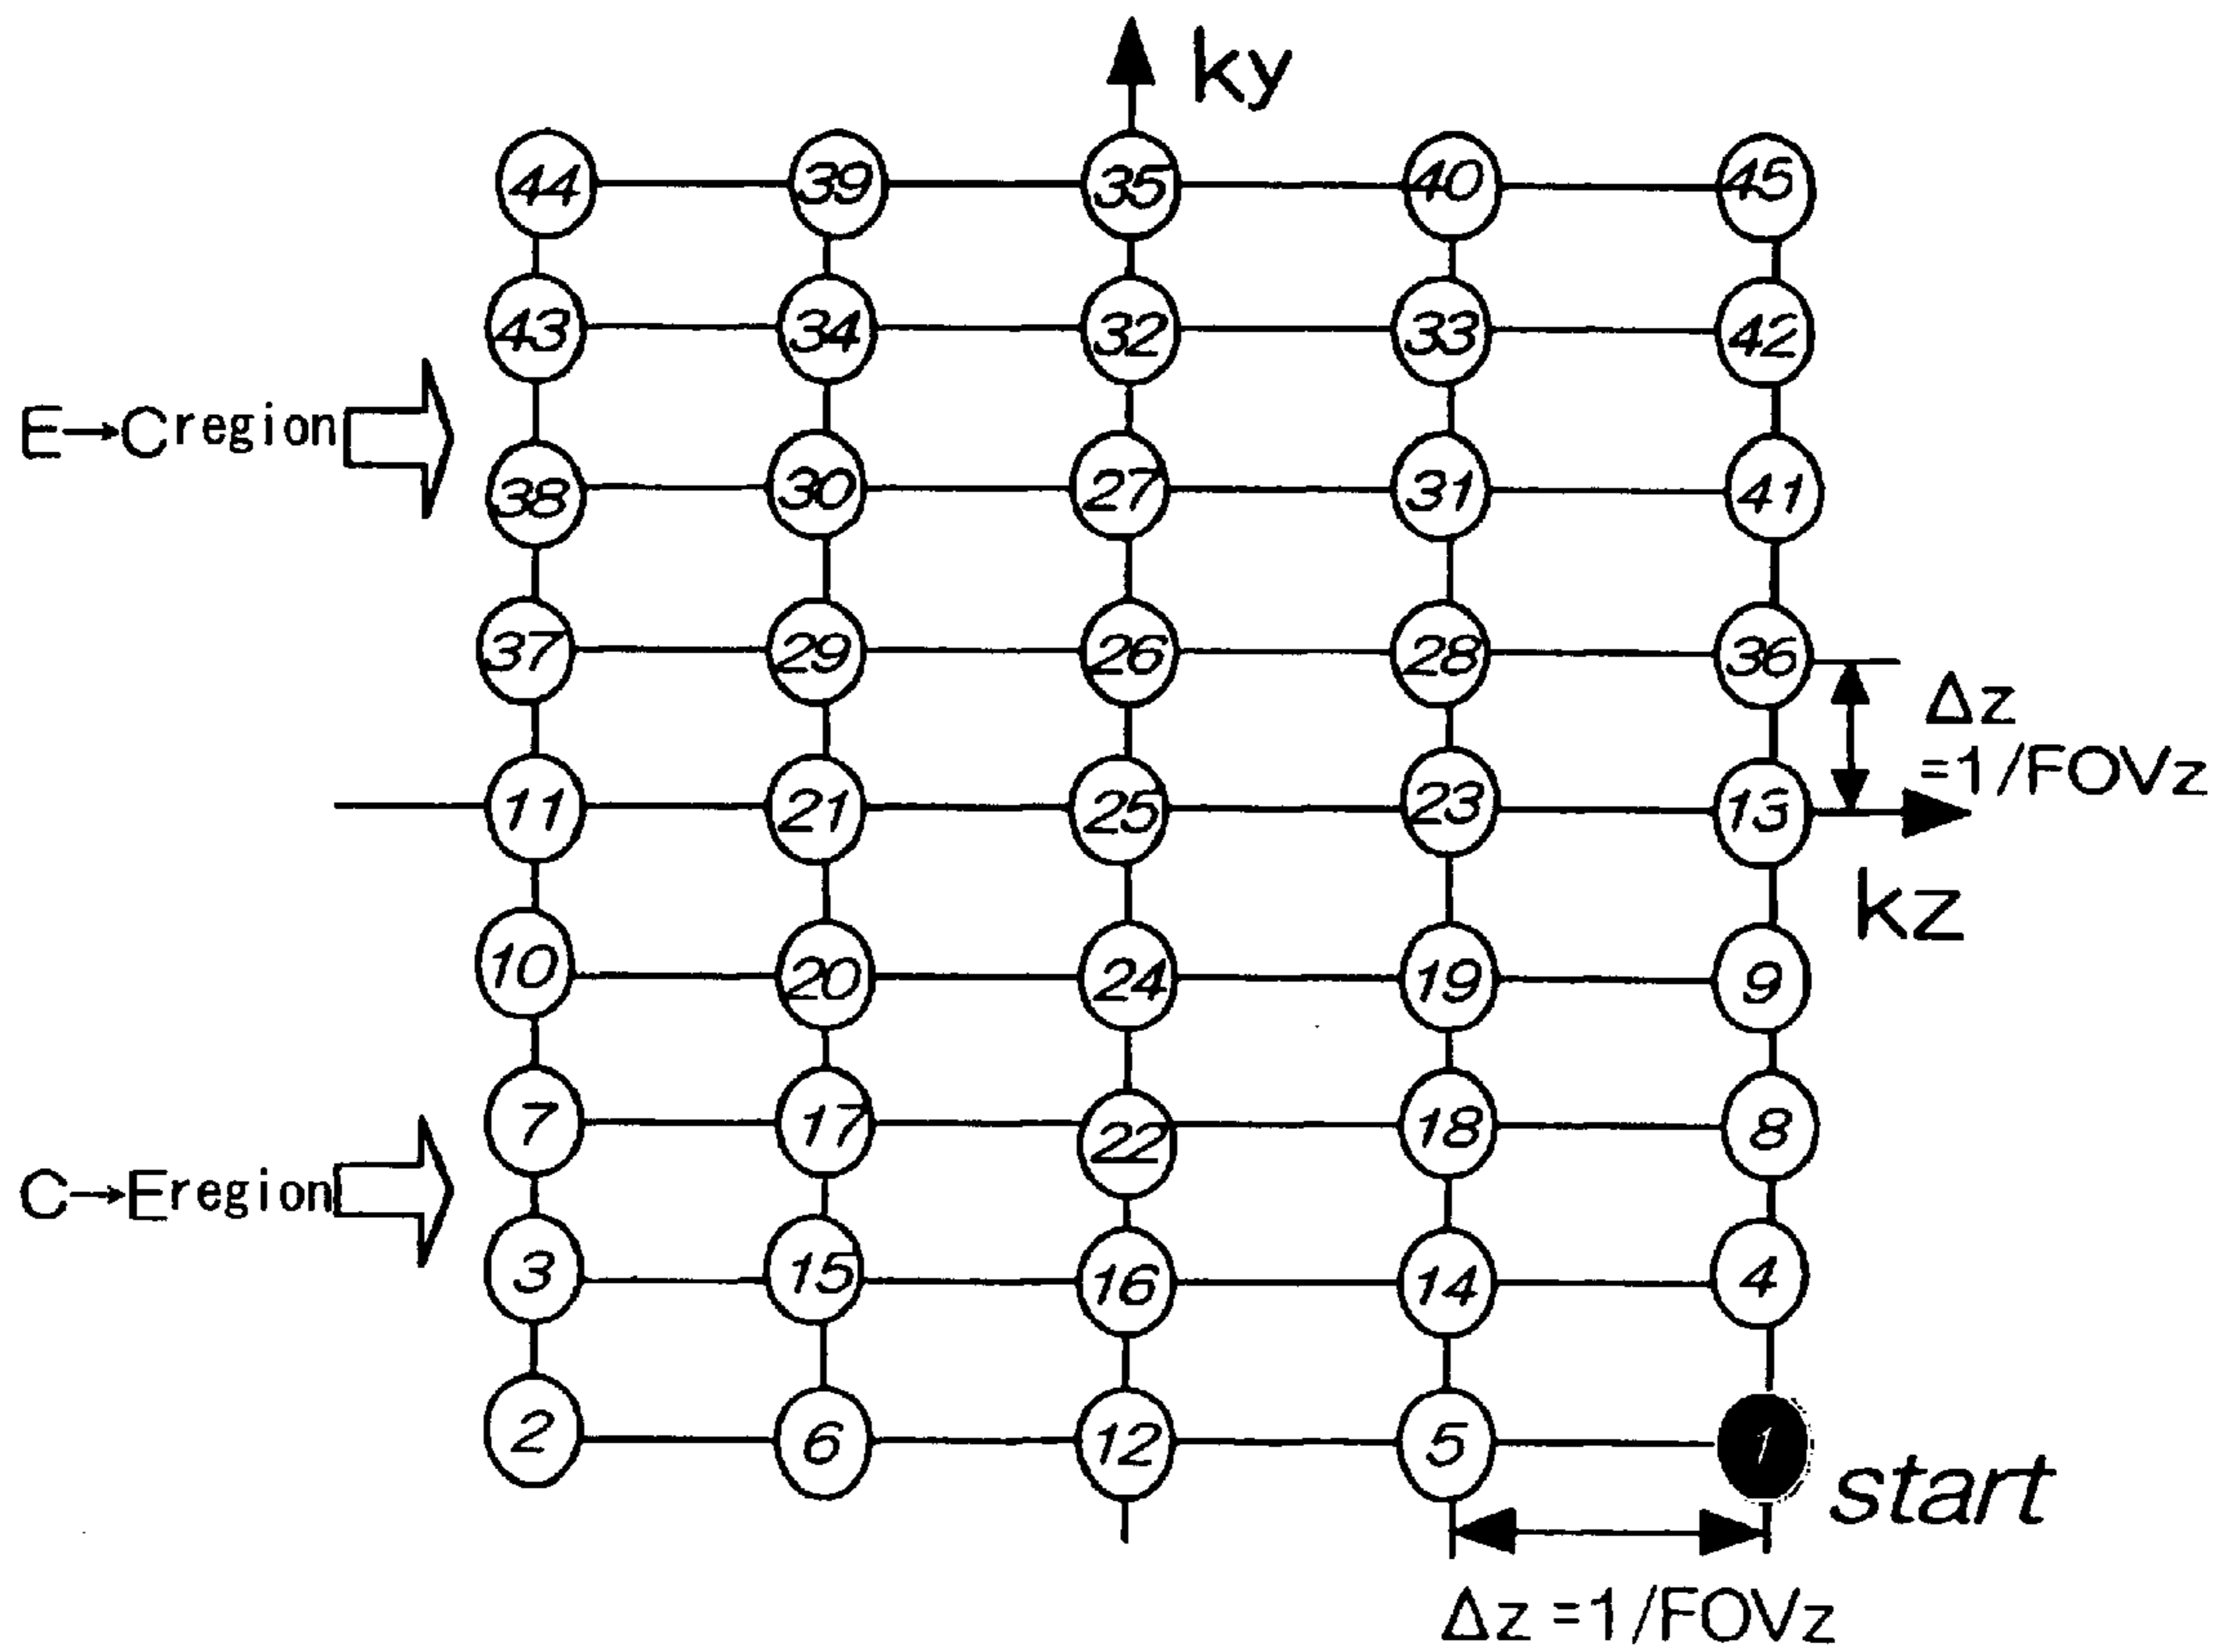 ky
44 39 35 40 45
43 34 32 33 42
E→Cregion
38 30 27 31 41
37 29 26 28 36
Δz
=1/FOVz
11 21 25 23 13
kz
10 20 24 19 9
7 17 22 18 8
C→Eregion
3 15 16 14 4
2 6 12 5 1
start
Δz =1/FOVz